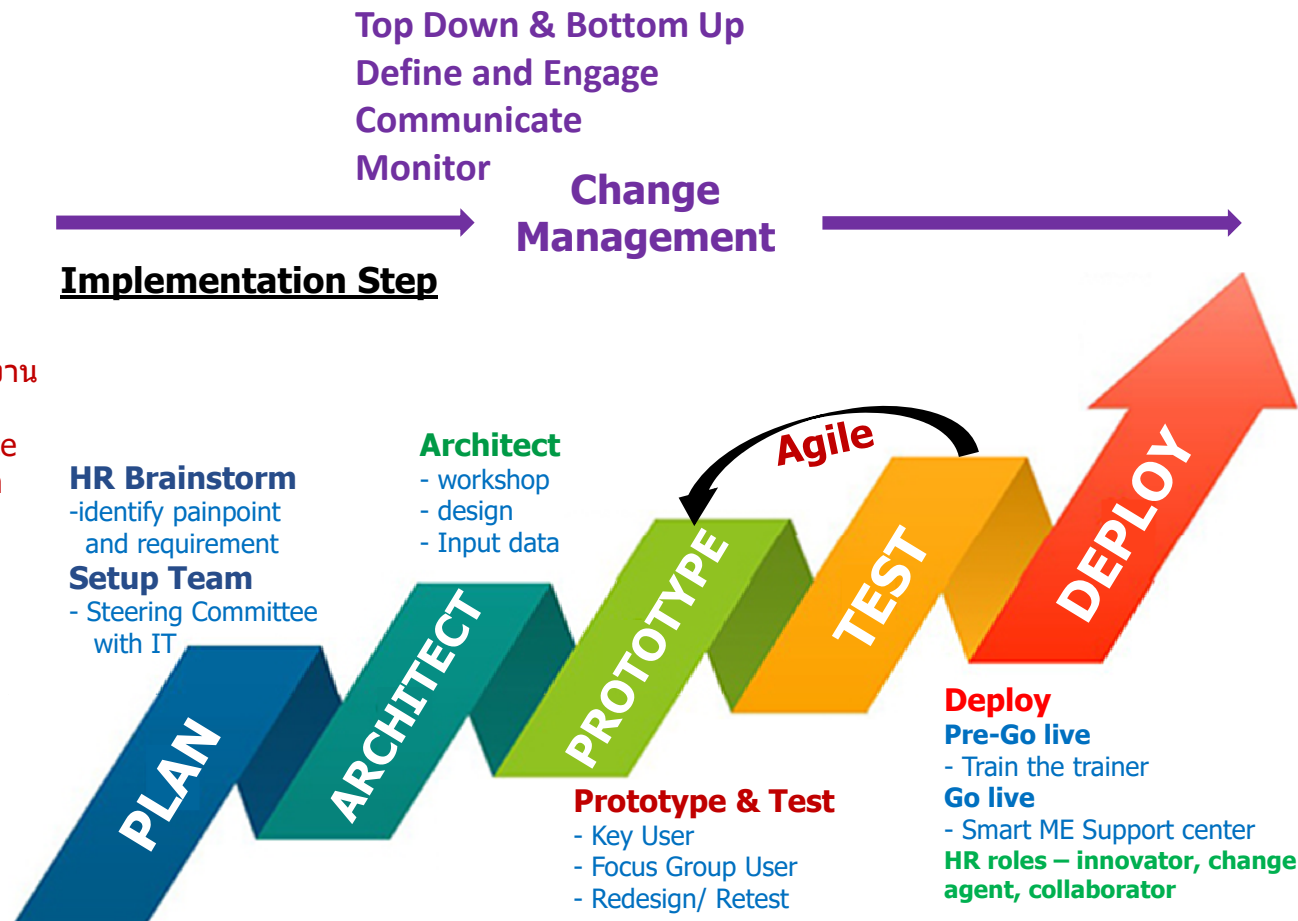 Top Down & Bottom Up
Define and Engage
Communicate
Monitor
Change
Management
Implementation Step
HR Brainstorm
-identify painpoint
and requirement
Setup Team
- Steering Committee
with IT
Architect
- workshop
- design
- Input data
Agile
PLAN
ARCHITECT
PROTOTYPE
TEST
DEPLOY
Prototype & Test
- Key User
- Focus Group User
- Redesign/ Retest
Deploy
Pre-Go live
- Train the trainer
Go live
- Smart ME Support center
HR roles – innovator, change
agent, collaborator